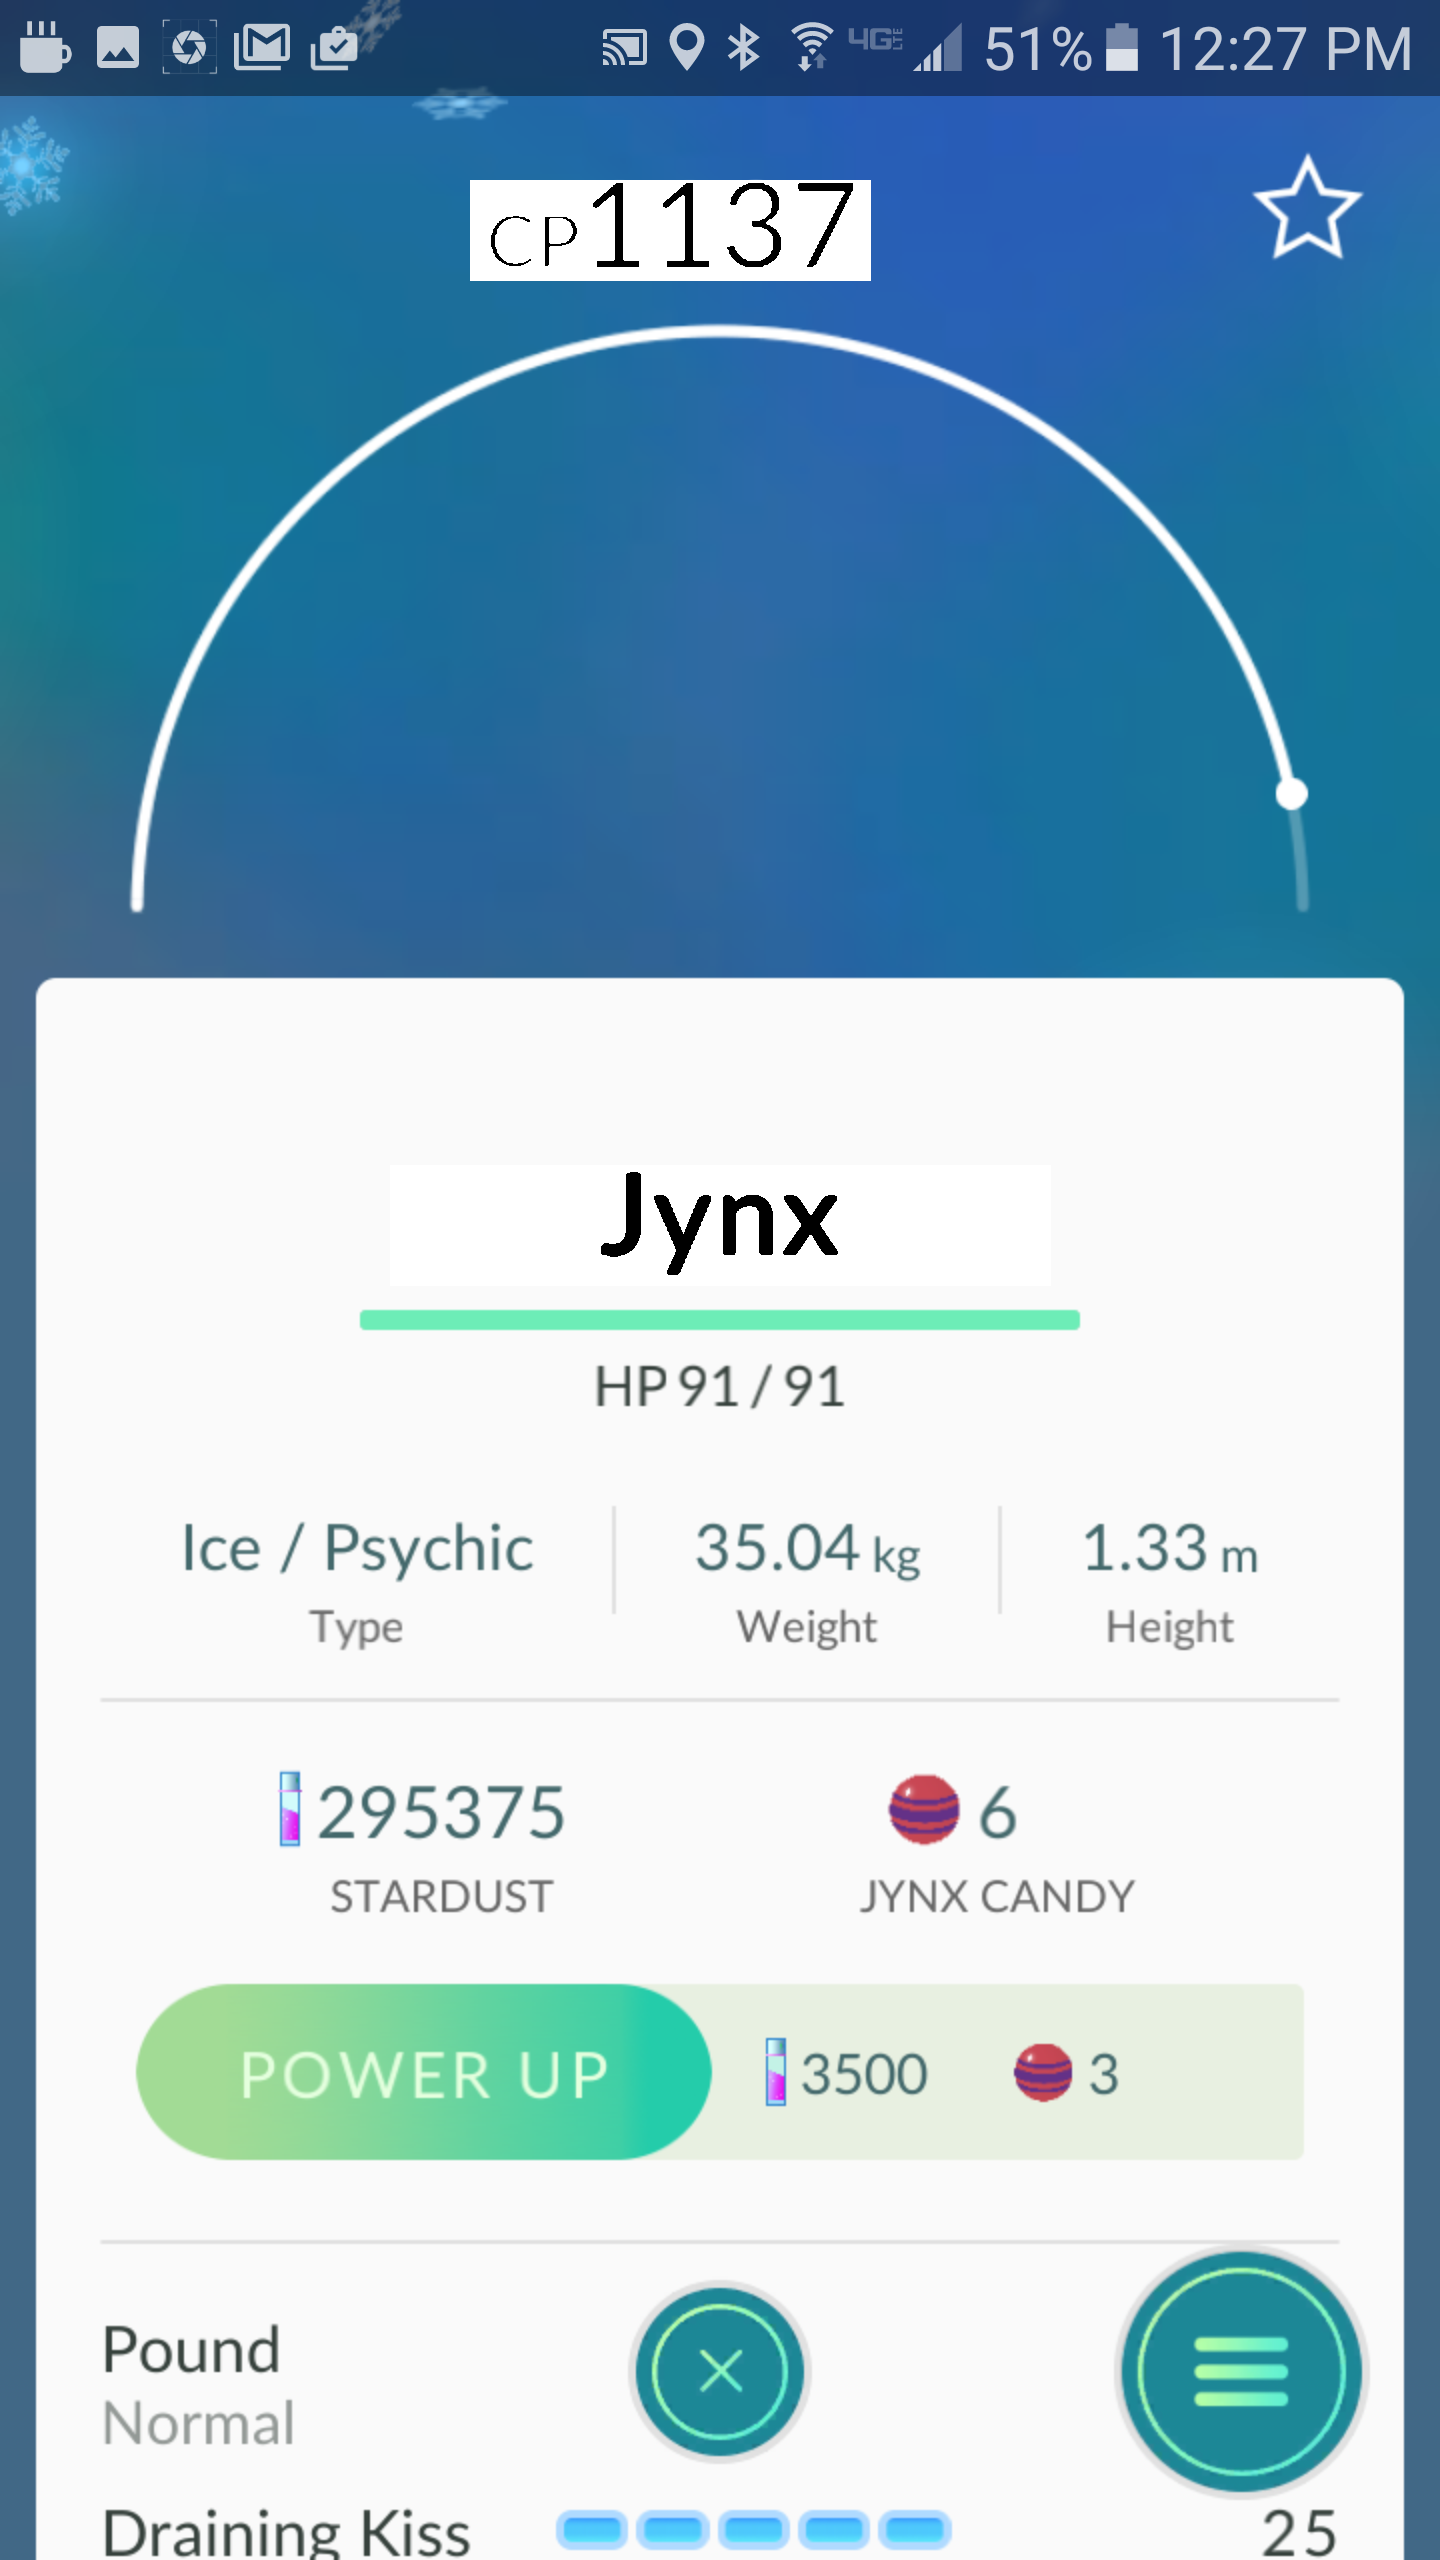 4G LTE 51% 12:27 PM
CP1137
Jynx
HP 91 / 91
Ice / Psychic 35.04 kg 1.33 m
Type Weight Height
295375 6
STARDUST JYNX CANDY
POWER UP 3500 3
Pound
Normal
Draining Kiss 25